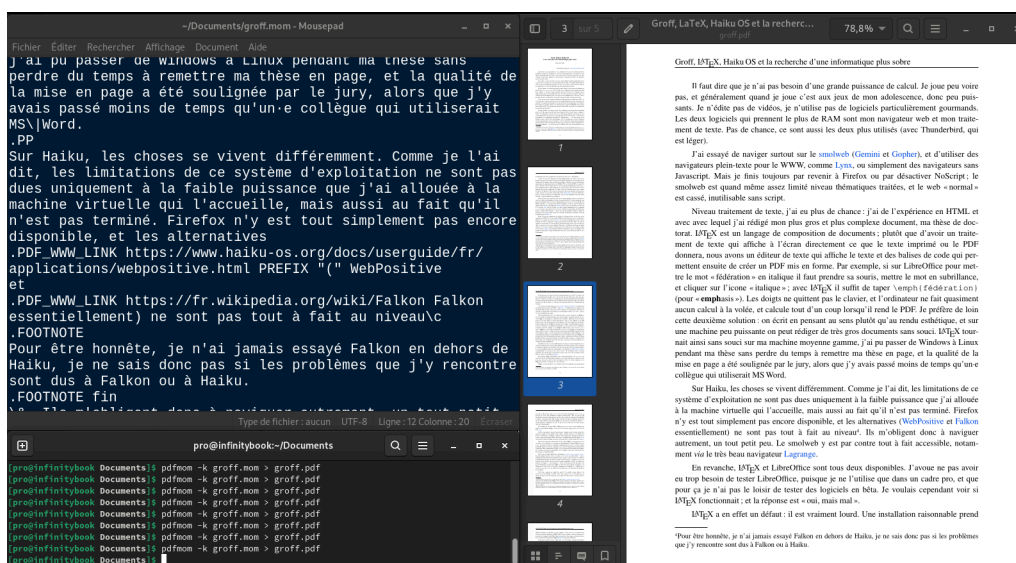 ~/Documents/groff.mom - Mousepad
Fichier Éditer Rechercher Affichage Document Aide
j'ai pu passer de Windows à Linux pendant ma thèse sans
perdre du temps à remettre ma thèse en page, et la qualité de
la mise en page a été soulignée par le jury, alors que j'y
avais passé moins de temps qu'un·e collègue qui utiliserait
MS\|Word.
.PP
Sur Haiku, les choses se vivent différemment. Comme je l'ai
dit, les limitations de ce système d'exploitation ne sont pas
dues uniquement à la faible puissance que j'ai allouée à la
machine virtuelle qui l'accueille, mais aussi au fait qu'il
n'est pas terminé. Firefox n'y est tout simplement pas encore
disponible, et les alternatives
.PDF_WWW_LINK https://www.haiku-os.org/docs/userguide/fr/
applications/webpositive.html PREFIX "(" WebPositive
et
.PDF_WWW_LINK https://fr.wikipedia.org/wiki/Falkon Falkon
essentiellement) ne sont pas tout à fait au niveau\c
.FOOTNOTE
Pour être honnête, je n'ai jamais essayé Falkon en dehors de
Haiku, je ne sais donc pas si les problèmes que j'y rencontre
sont dus à Falkon ou à Haiku.
.FOOTNOTE fin
\&. Ils m'obligent donc à naviguer autrement, un tout petit
Type de fichier : aucun UTF-8 Ligne : 12 Colonne : 20 Écraser
pro@infinitybook:~/Documents
[pro@infinitybook Documents]$ pdfmom -k groff.mom > groff.pdf
[pro@infinitybook Documents]$ pdfmom -k groff.mom > groff.pdf
[pro@infinitybook Documents]$ pdfmom -k groff.mom > groff.pdf
[pro@infinitybook Documents]$ pdfmom -k groff.mom > groff.pdf
[pro@infinitybook Documents]$ pdfmom -k groff.mom > groff.pdf
[pro@infinitybook Documents]$ pdfmom -k groff.mom > groff.pdf
[pro@infinitybook Documents]$ pdfmom -k groff.mom > groff.pdf
[pro@infinitybook Documents]$ pdfmom -k groff.mom > groff.pdf
[pro@infinitybook Documents]$
3 sur 5
Groff, LaTeX, Haiku OS et la recherc...
groff.pdf
78,8%
1
2
3
4
Groff, LATEX, Haiku OS et la recherche d'une informatique plus sobre
Il faut dire que je n'ai pas besoin d'une grande puissance de calcul. Je joue peu voire
pas, et généralement quand je joue c'est aux jeux de mon adolescence, donc peu puis-
sants. Je n'édite pas de vidéos, je n'utilise pas de logiciels particulièrement gourmands.
Les deux logiciels qui prennent le plus de RAM sont mon navigateur web et mon traite-
ment de texte. Pas de chance, ce sont aussi les deux plus utilisés (avec Thunderbird, qui
est léger).
J'ai essayé de naviger surtout sur le smolweb (Gemini et Gopher), et d'utiliser des
navigateurs plein-texte pour le WWW, comme Lynx, ou simplement des navigateurs sans
Javascript. Mais je finis toujours par revenir à Firefox ou par désactiver NoScript ; le
smolweb est quand même assez limité niveau thématiques traitées, et le web « normal »
est cassé, inutilisable sans script.
Niveau traitement de texte, j'ai eu plus de chance : j'ai de l'expérience en HTML et
avec avec lequel j'ai rédigé mon plus gros et plus complexe document, ma thèse de doc-
torat. LATEX est un langage de composition de documents ; plutôt que d'avoir un traite-
ment de texte qui affiche à l'écran directement ce que le texte imprimé ou le PDF
donnera, nous avons un éditeur de texte qui affiche le texte et des balises de code qui per-
mettent ensuite de créer un PDF mis en forme. Par exemple, si sur LibreOffice pour met-
tre le mot « fédération » en italique il faut prendre sa souris, mettre le mot en subrillance,
et cliquer sur l'icone « italique » ; avec LATEX il suffit de taper \emph{fédération}
(pour « emphasis »). Les doigts ne quittent pas le clavier, et l'ordinateur ne fait quasiment
aucun calcul à la volée, et calcule tout d'un coup lorsqu'il rend le PDF. Je préfère de loin
cette deuxième solution : on écrit en pensant au sens plutôt qu'au rendu esthétique, et sur
une machine peu puissante on peut rédiger de très gros documents sans souci. LATEX tour-
nait ainsi sans souci sur ma machine moyenne gamme, j'ai pu passer de Windows à Linux
pendant ma thèse sans perdre du temps à remettre ma thèse en page, et la qualité de la
mise en page a été soulignée par le jury, alors que j'y avais passé moins de temps qu'un·e
collègue qui utiliserait MS Word.
Sur Haiku, les choses se vivent différemment. Comme je l'ai dit, les limitations de ce
système d'exploitation ne sont pas dues uniquement à la faible puissance que j'ai allouée
à la machine virtuelle qui l'accueille, mais aussi au fait qu'il n'est pas terminé. Firefox
n'y est tout simplement pas encore disponible, et les alternatives (WebPositive et Falkon
essentiellement) ne sont pas tout à fait au niveau⁴. Ils m'obligent donc à naviguer
autrement, un tout petit peu. Le smolweb y est par contre tout à fait accessible, notam-
ment via le très beau navigateur Lagrange.
En revanche, LATEX et LibreOffice sont tous deux disponibles. J'avoue ne pas avoir
eu trop besoin de tester LibreOffice, puisque je ne l'utilise que dans un cadre pro, et que
pour ça je n'ai pas le loisir de tester des logiciels en bêta. Je voulais cependant voir si
LATEX fonctionnait ; et la réponse est « oui, mais mal ».
LATEX a en effet un défaut : il est vraiment lourd. Une installation raisonnable prend
⁴Pour être honnête, je n'ai jamais essayé Falkon en dehors de Haiku, je ne sais donc pas si les problèmes
que j'y rencontre sont dus à Falkon ou à Haiku.